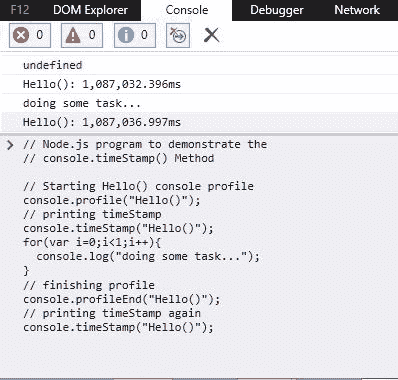 F12 DOM Explorer Console Debugger Network
0 0 0
undefined
Hello(): 1,087,032.396ms
doing some task...
Hello(): 1,087,036.997ms
// Node.js program to demonstrate the
// console.timeStamp() Method
// Starting Hello() console profile
console.profile("Hello()");
// printing timeStamp
console.timeStamp("Hello()");
for(var i=0;i<1;i++){
console.log("doing some task...");
}
// finishing profile
console.profileEnd("Hello()");
// printing timeStamp again
console.timeStamp("Hello()");